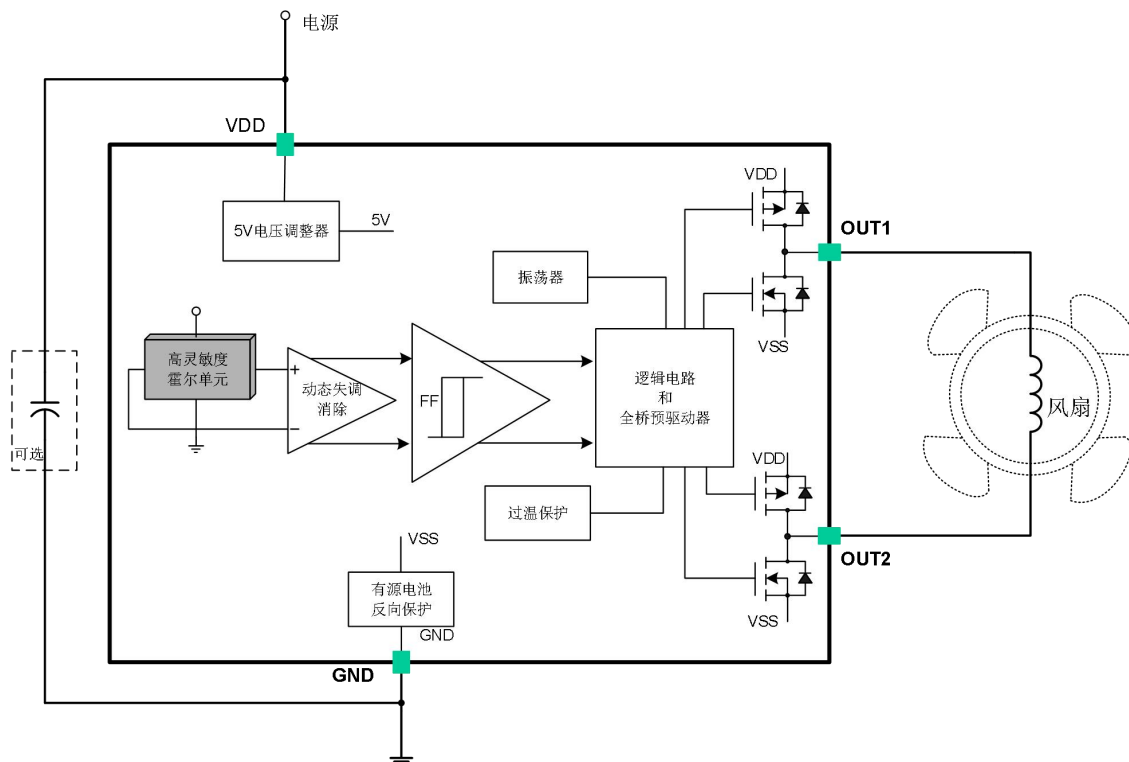 电源
VDD
VDD
5V电压调整器
5V
OUT1
振荡器
VSS
高灵敏度
霍尔单元
+
−
动态失调
消除
FF
逻辑电路
和
全桥预驱动器
风扇
可选
VDD
过温保护
VSS
OUT2
有源电池
反向保护
VSS
GND
GND